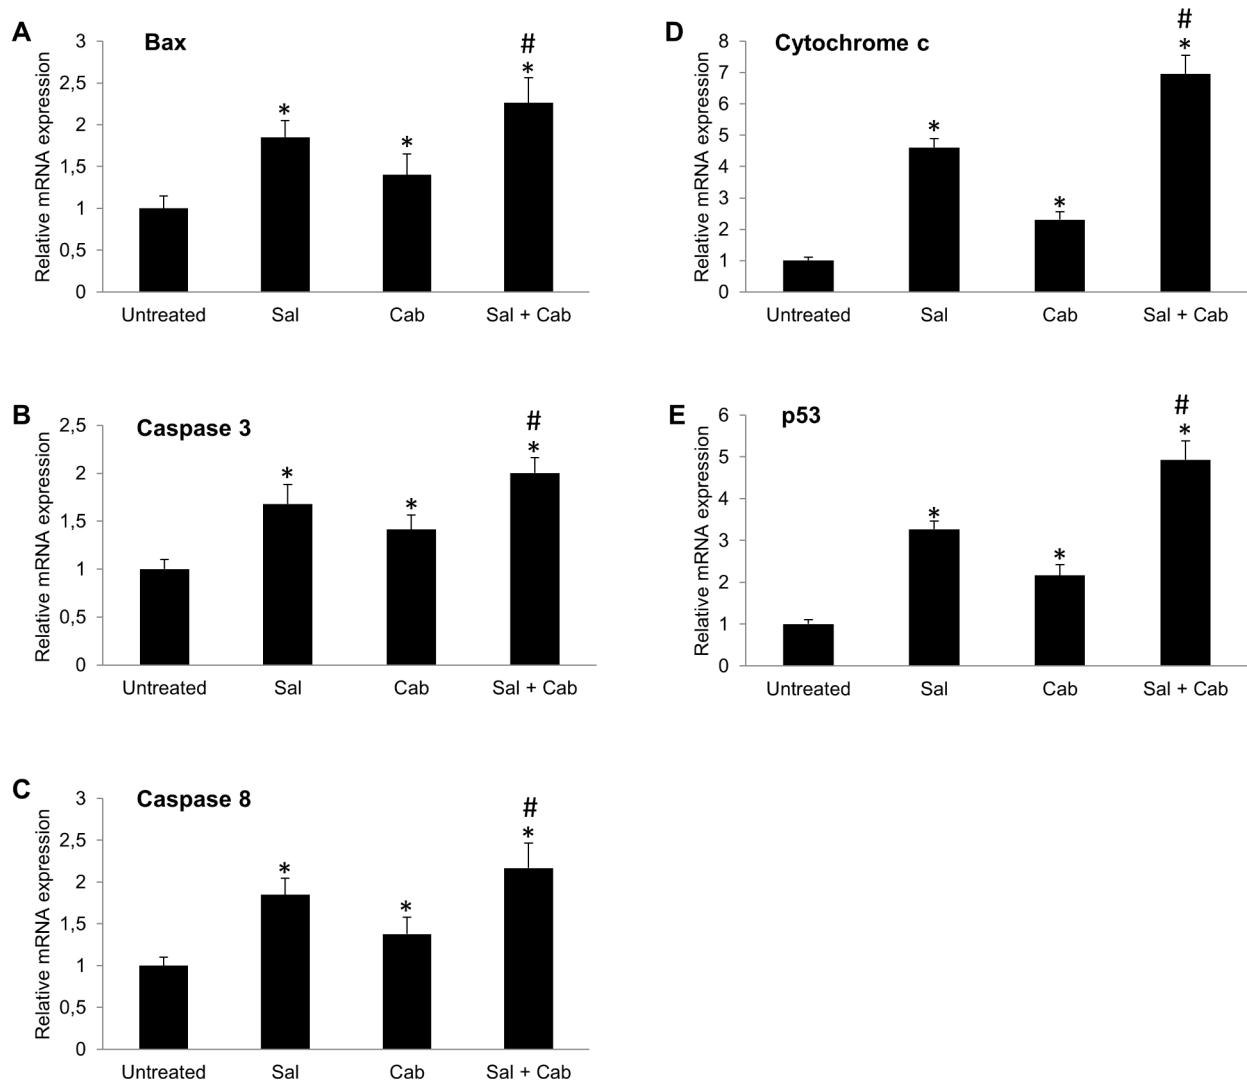 A
Bax
#
*
*
*
3
2,5
2
1,5
1
0,5
0
Relative mRNA expression
Untreated Sal Cab Sal + Cab
B
Caspase 3
#
*
*
*
2,5
2
1,5
1
0,5
0
Relative mRNA expression
Untreated Sal Cab Sal + Cab
C
Caspase 8
#
*
*
*
3
2,5
2
1,5
1
0,5
0
Relative mRNA expression
Untreated Sal Cab Sal + Cab
D
Cytochrome c
#
*
*
*
8
7
6
5
4
3
2
1
0
Relative mRNA expression
Untreated Sal Cab Sal + Cab
E
p53
#
*
*
*
6
5
4
3
2
1
0
Relative mRNA expression
Untreated Sal Cab Sal + Cab